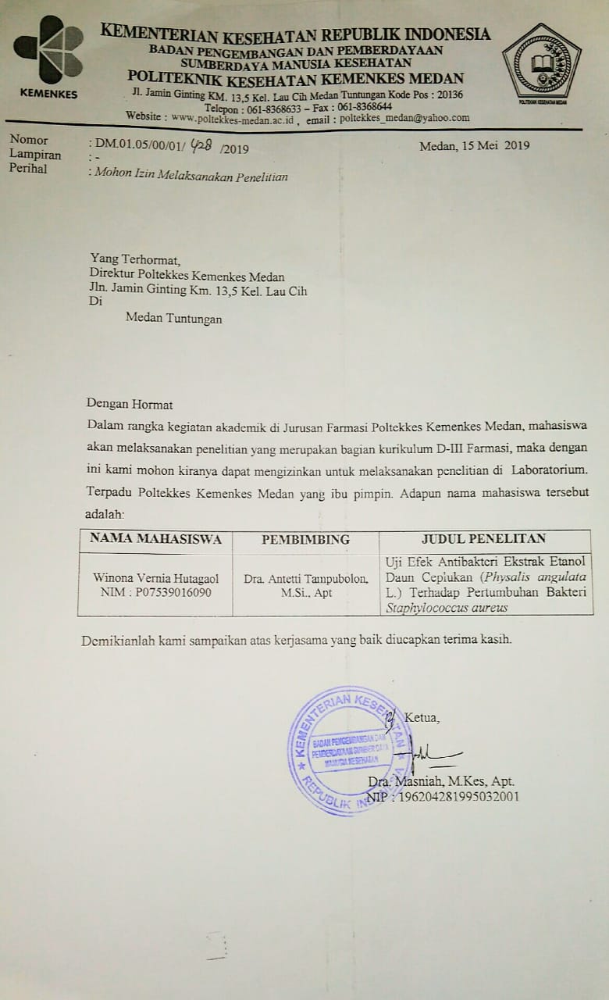 KEMENKES
KEMENTERIAN KESEHATAN REPUBLIK INDONESIA
BADAN PENGEMBANGAN DAN PEMBERDAYAAN
SUMBERDAYA MANUSIA KESEHATAN
POLITEKNIK KESEHATAN KEMENKES MEDAN
Jl. Jamin Ginting KM. 13,5 Kel. Lau Cih Medan Tuntungan Kode Pos : 20136
Telepon : 061-8368633 – Fax : 061-8368644
Website : www.poltekkes-medan.ac.id , email : poltekkes_medan@yahoo.com
POLITEKNIK KESEHATAN MEDAN
Nomor : DM.01.05/00/01/ 428 /2019 Medan, 15 Mei 2019
Lampiran : -
Perihal : Mohon Izin Melaksanakan Penelitian
Yang Terhormat,
Direktur Poltekkes Kemenkes Medan
Jln. Jamin Ginting Km. 13,5 Kel. Lau Cih
Di
Medan Tuntungan
Dengan Hormat
Dalam rangka kegiatan akademik di Jurusan Farmasi Poltekkes Kemenkes Medan, mahasiswa
akan melaksanakan penelitian yang merupakan bagian kurikulum D-III Farmasi, maka dengan
ini kami mohon kiranya dapat mengizinkan untuk melaksanakan penelitian di Laboratorium.
Terpadu Poltekkes Kemenkes Medan yang ibu pimpin. Adapun nama mahasiswa tersebut
adalah:
NAMA MAHASISWA PEMBIMBING JUDUL PENELITAN
Winona Vernia Hutagaol
NIM : P07539016090
Dra. Antetti Tampubolon,
M.Si., Apt
Uji Efek Antibakteri Ekstrak Etanol
Daun Ceplukan (Physalis angulata
L.) Terhadap Pertumbuhan Bakteri
Staphylococcus aureus
Demikianlah kami sampaikan atas kerjasama yang baik diucapkan terima kasih.
Ketua,
KEMENTERIAN KESEHATAN
BADAN PENGEMBANGAN DAN
PEMBERDAYAAN SUMBER DAYA
MANUSIA KESEHATAN
REPUBLIK INDONESIA
Dra. Masniah, M.Kes, Apt.
NIP : 196204281995032001